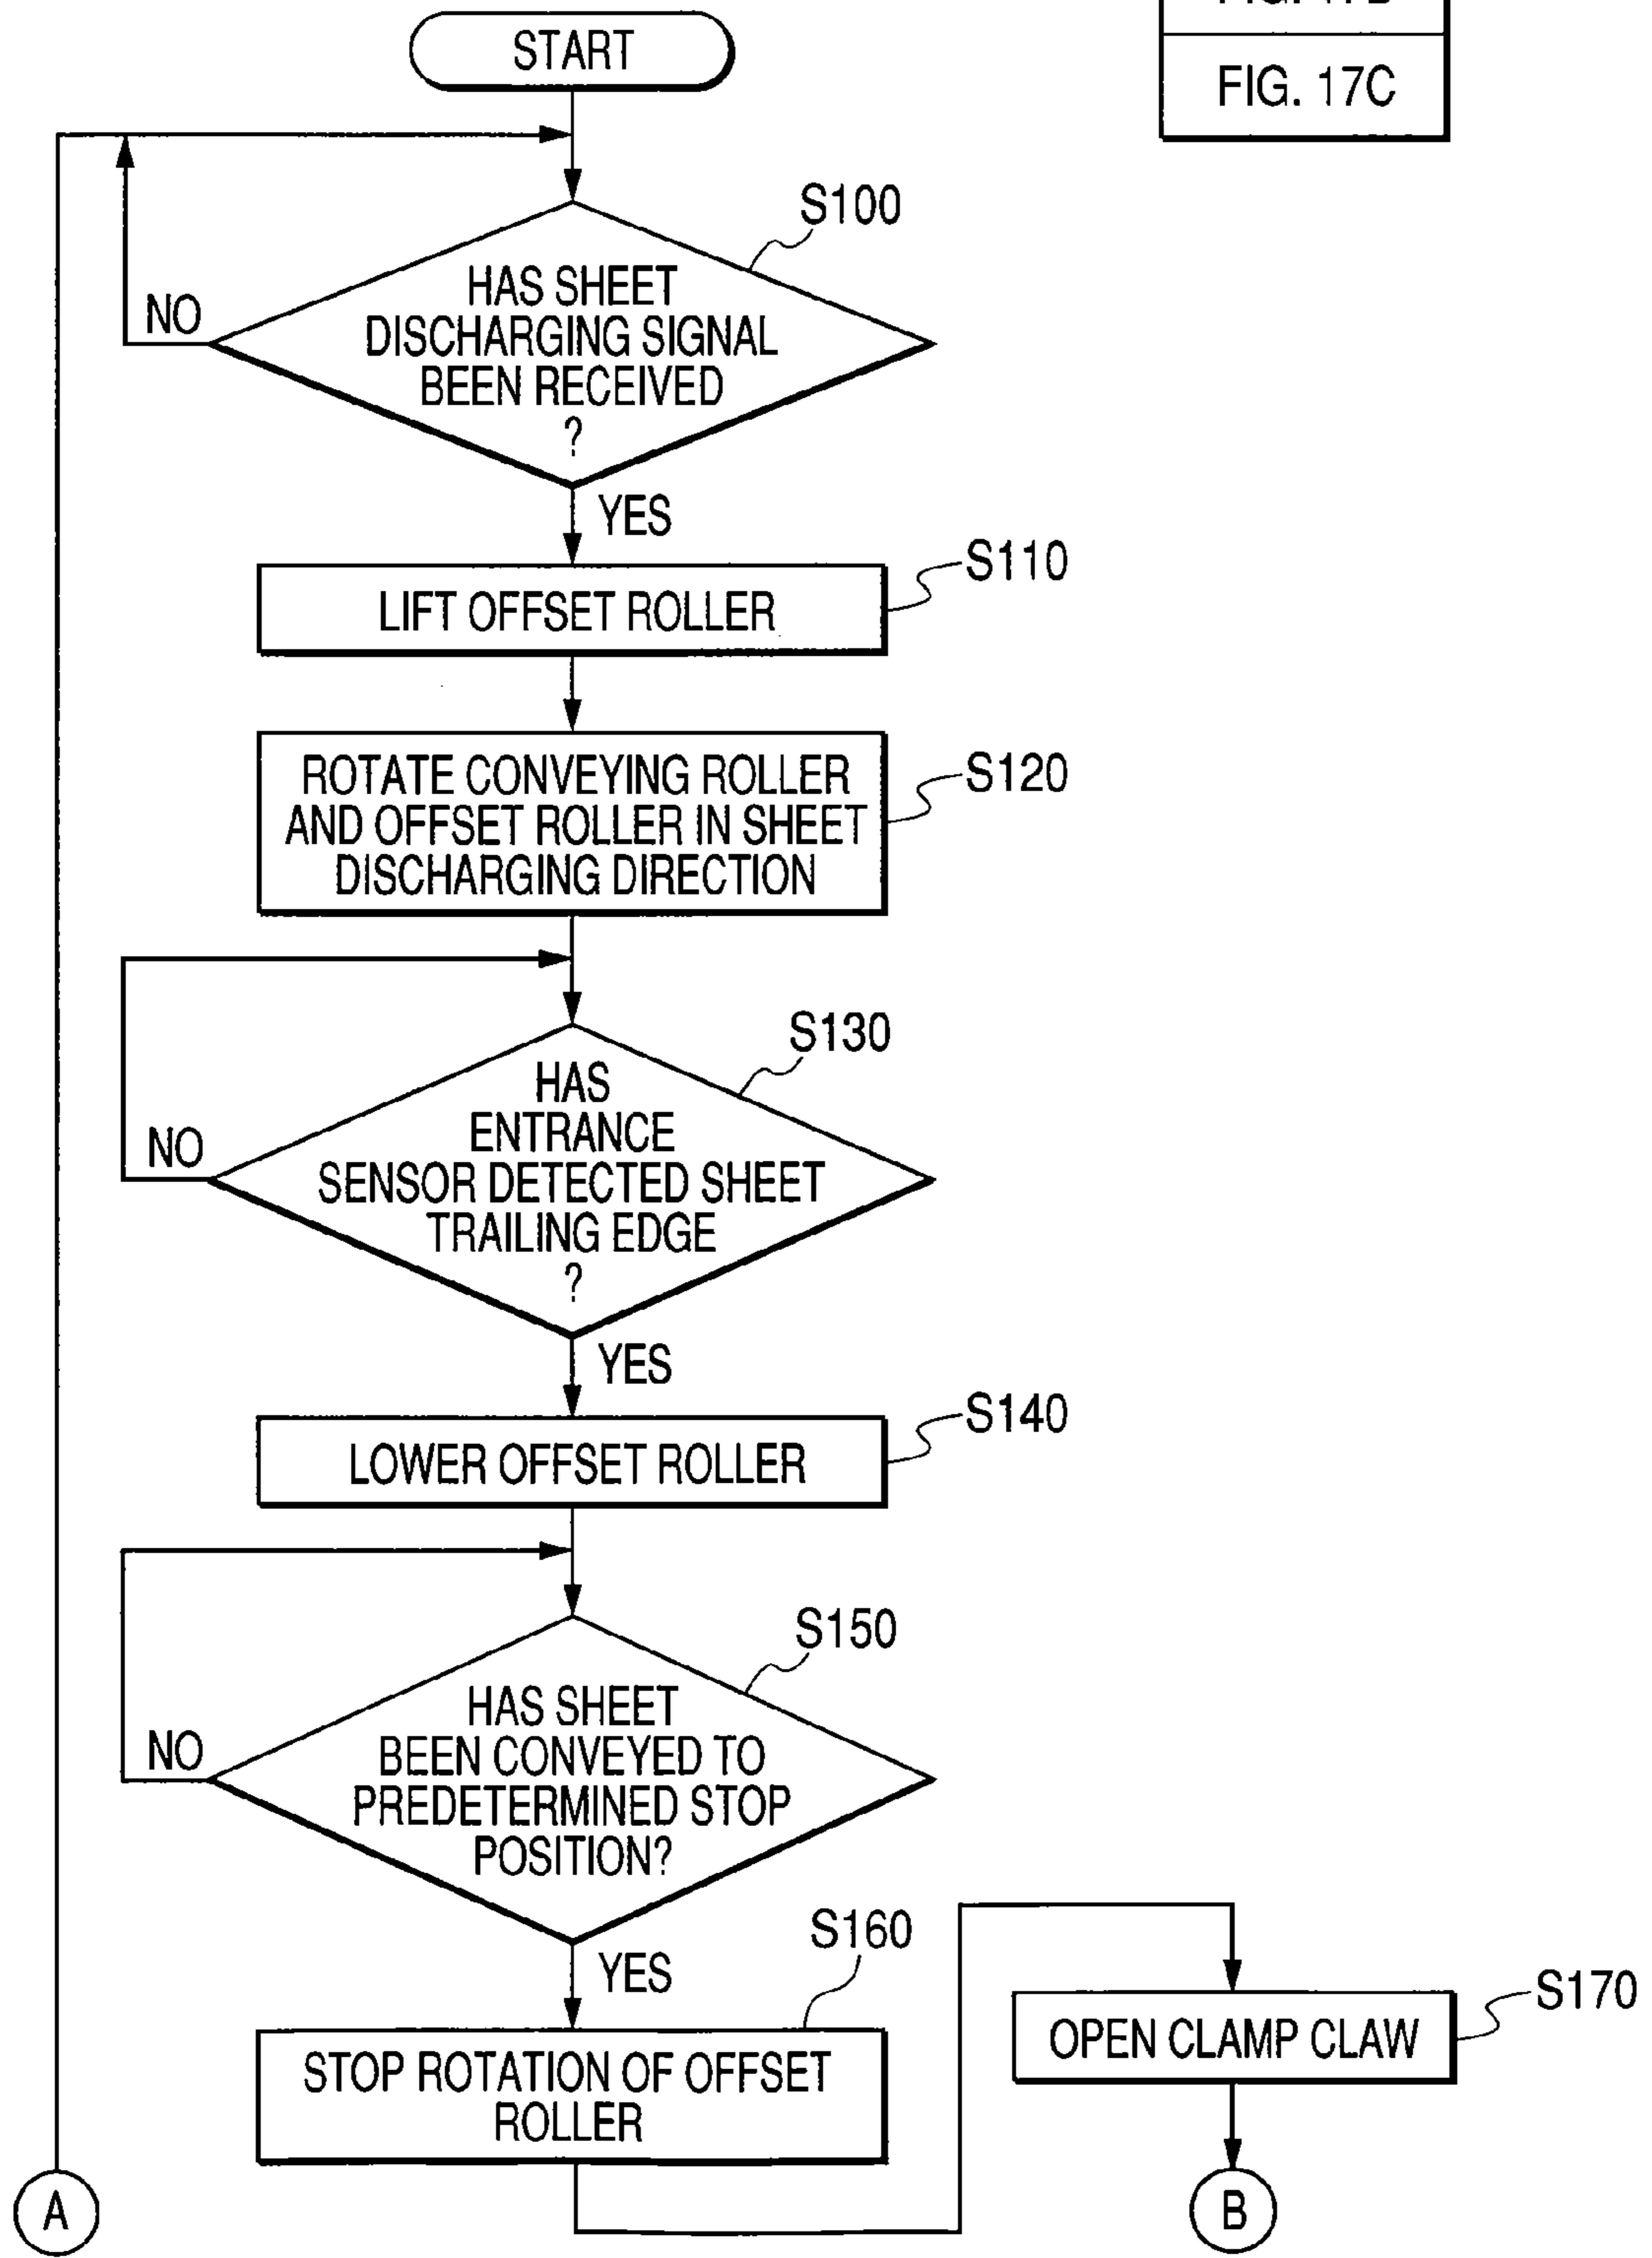 START
FIG. 17C
S100
HAS SHEET
DISCHARGING SIGNAL
BEEN RECEIVED
?
NO
YES
S110
LIFT OFFSET ROLLER
S120
ROTATE CONVEYING ROLLER
AND OFFSET ROLLER IN SHEET
DISCHARGING DIRECTION
S130
HAS
ENTRANCE
SENSOR DETECTED SHEET
TRAILING EDGE
?
NO
YES
S140
LOWER OFFSET ROLLER
S150
HAS SHEET
BEEN CONVEYED TO
PREDETERMINED STOP
POSITION?
NO
YES
S160
STOP ROTATION OF OFFSET
ROLLER
S170
OPEN CLAMP CLAW
A
B